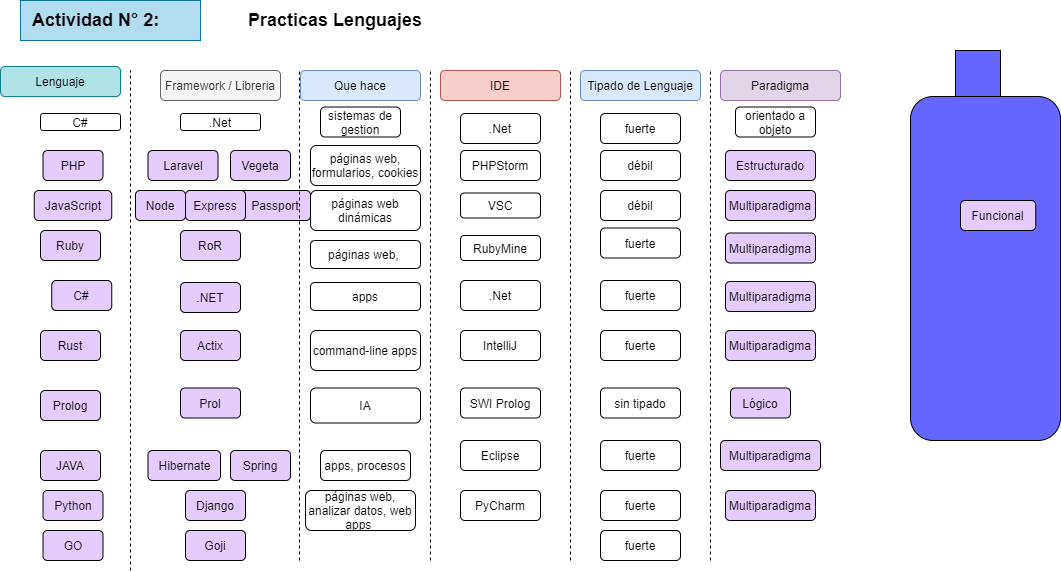 Actividad N° 2:
Practicas Lenguajes
Lenguaje
Framework / Libreria
Que hace
IDE
Tipado de Lenguaje
Paradigma
C#
.Net
sistemas de
gestion
.Net
fuerte
orientado a
objeto
PHP
Laravel
Vegeta
páginas web,
formularios, cookies
PHPStorm
débil
Estructurado
JavaScript
Node
Express
Passport
páginas web
dinámicas
VSC
débil
Multiparadigma
Funcional
Ruby
RoR
páginas web,
RubyMine
fuerte
Multiparadigma
C#
.NET
apps
.Net
fuerte
Multiparadigma
Rust
Actix
command-line apps
IntelliJ
fuerte
Multiparadigma
Prolog
Prol
IA
SWI Prolog
sin tipado
Lógico
JAVA
Hibernate
Spring
apps, procesos
Eclipse
fuerte
Multiparadigma
Python
Django
páginas web,
analizar datos, web
apps
PyCharm
fuerte
Multiparadigma
GO
Goji
fuerte